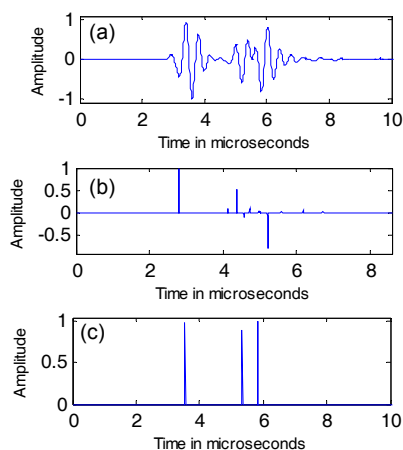 (a)
Amplitude
1
0
-1
0 2 4 6 8 10
Time in microseconds
(b)
Amplitude
1
0.5
0
-0.5
0 2 4 6 8
Time in microseconds
(c)
Amplitude
1
0.5
0
0 2 4 6 8 10
Time in microseconds